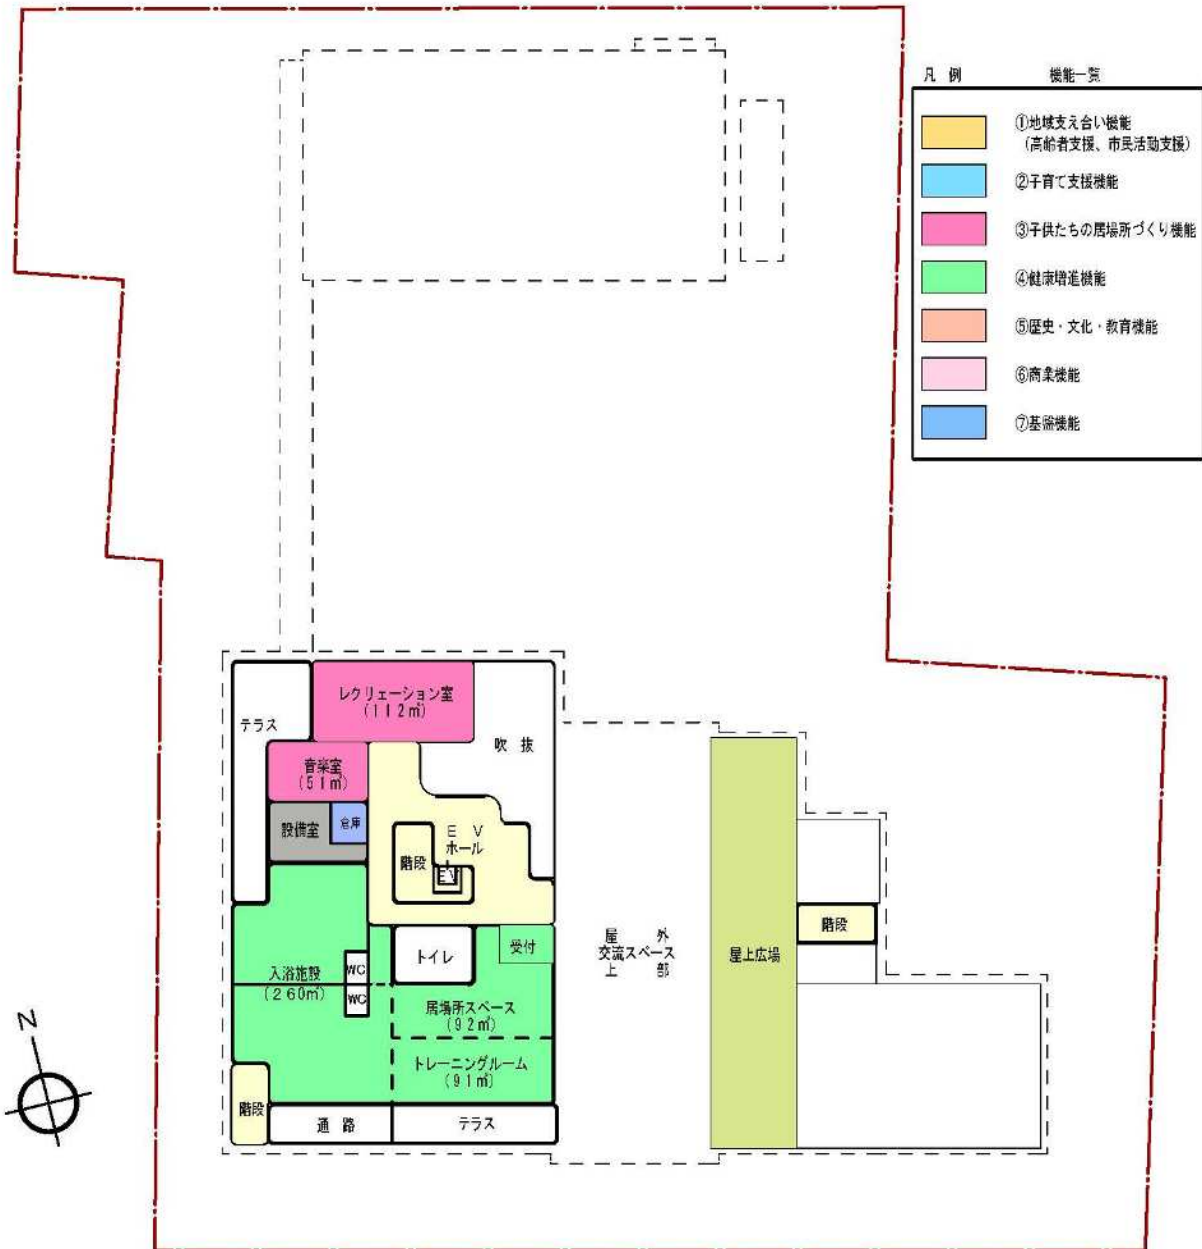 凡 例 機能一覧
①地域支え合い機能
(高齢者支援、市民活動支援)
②子育て支援機能
③子供たちの居場所づくり機能
④健康増進機能
⑤歴史・文化・教育機能
⑥商業機能
⑦基盤機能
レクリェーション室
(112㎡)
テラス
吹 抜
音楽室
(51㎡)
設備室
倉庫
E V
ホール
階段
EV
受付
トイレ
入浴施設
(260㎡)
WC
WC
居場所スペース
(92㎡)
トレーニングルーム
(91㎡)
階段
通 路
テラス
屋 外
交流スペース
上 部
屋上広場
階段
N